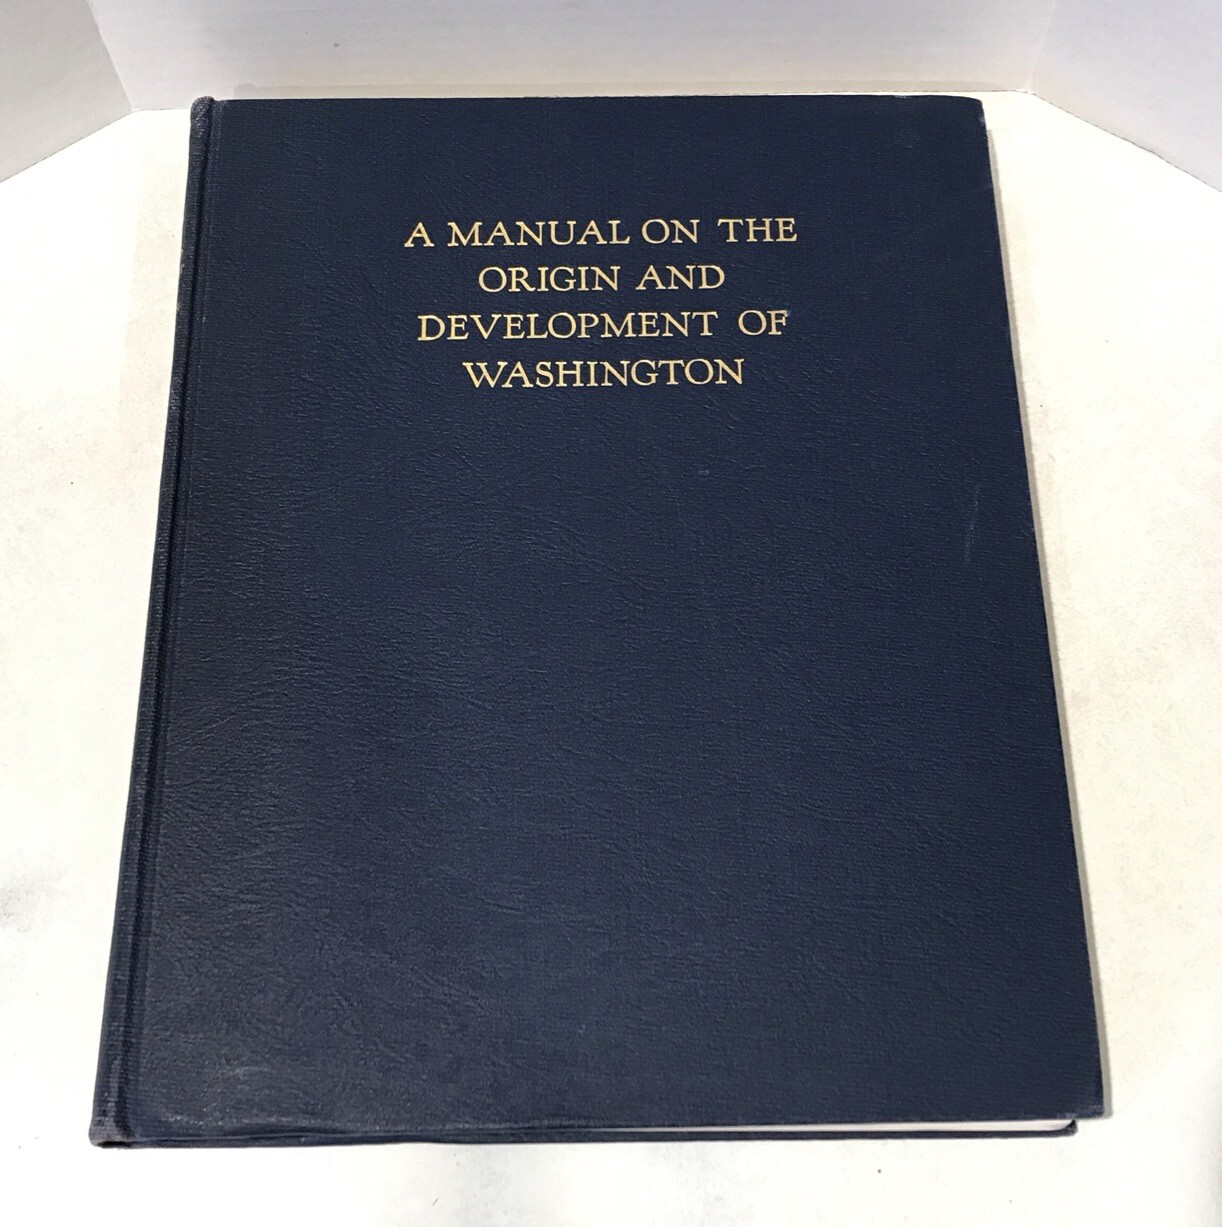 A MANUAL ON THE
ORIGIN AND
DEVELOPMENT OF
WASHINGTON